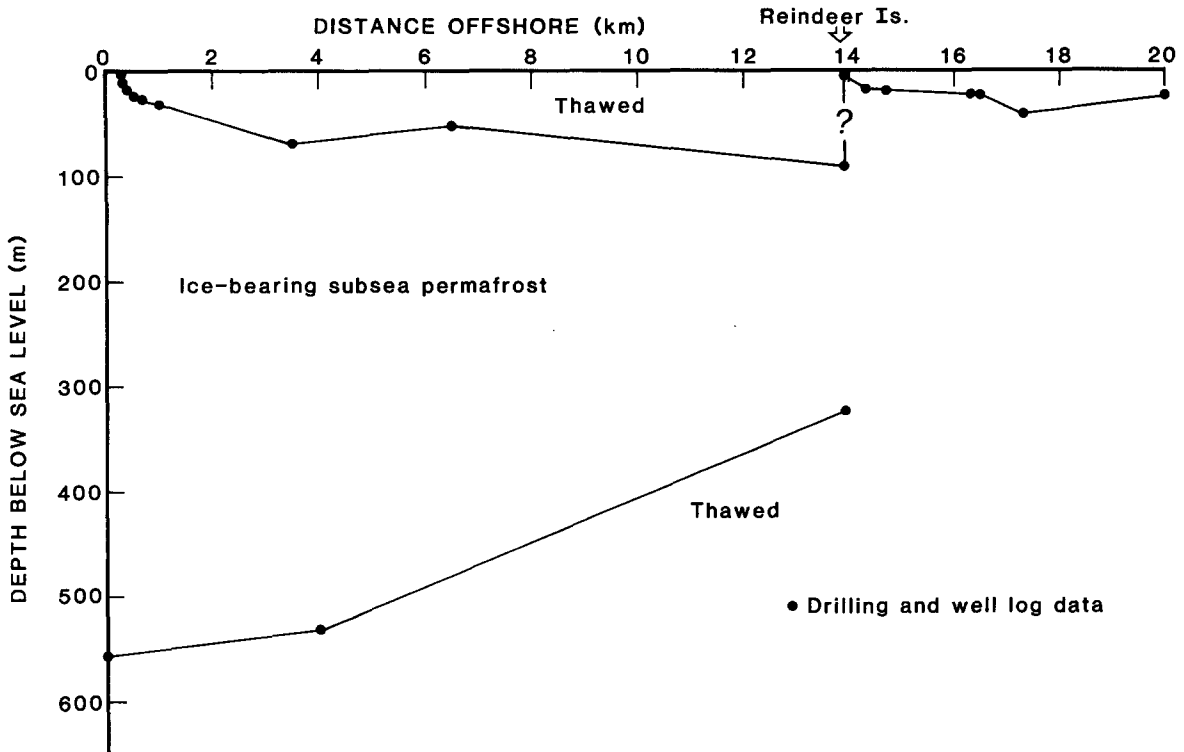 DISTANCE OFFSHORE (km)
Reindeer Is.
0 2 4 6 8 10 12 14 16 18 20
0
Thawed
?
100
200
Ice-bearing subsea permafrost
300
400
Thawed
500
Drilling and well log data
600
DEPTH BELOW SEA LEVEL (m)